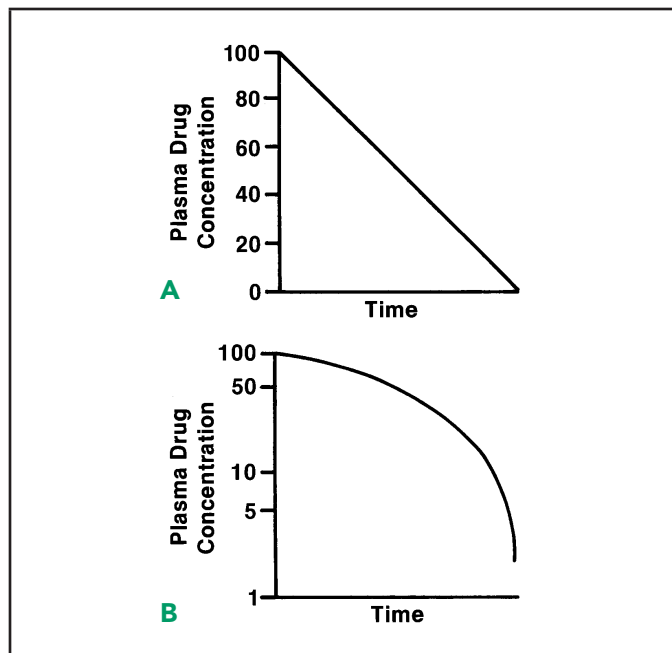 100
80
60
40
20
0
Plasma Drug
Concentration
Time
A
100
50
10
5
1
Plasma Drug
Concentration
Time
B